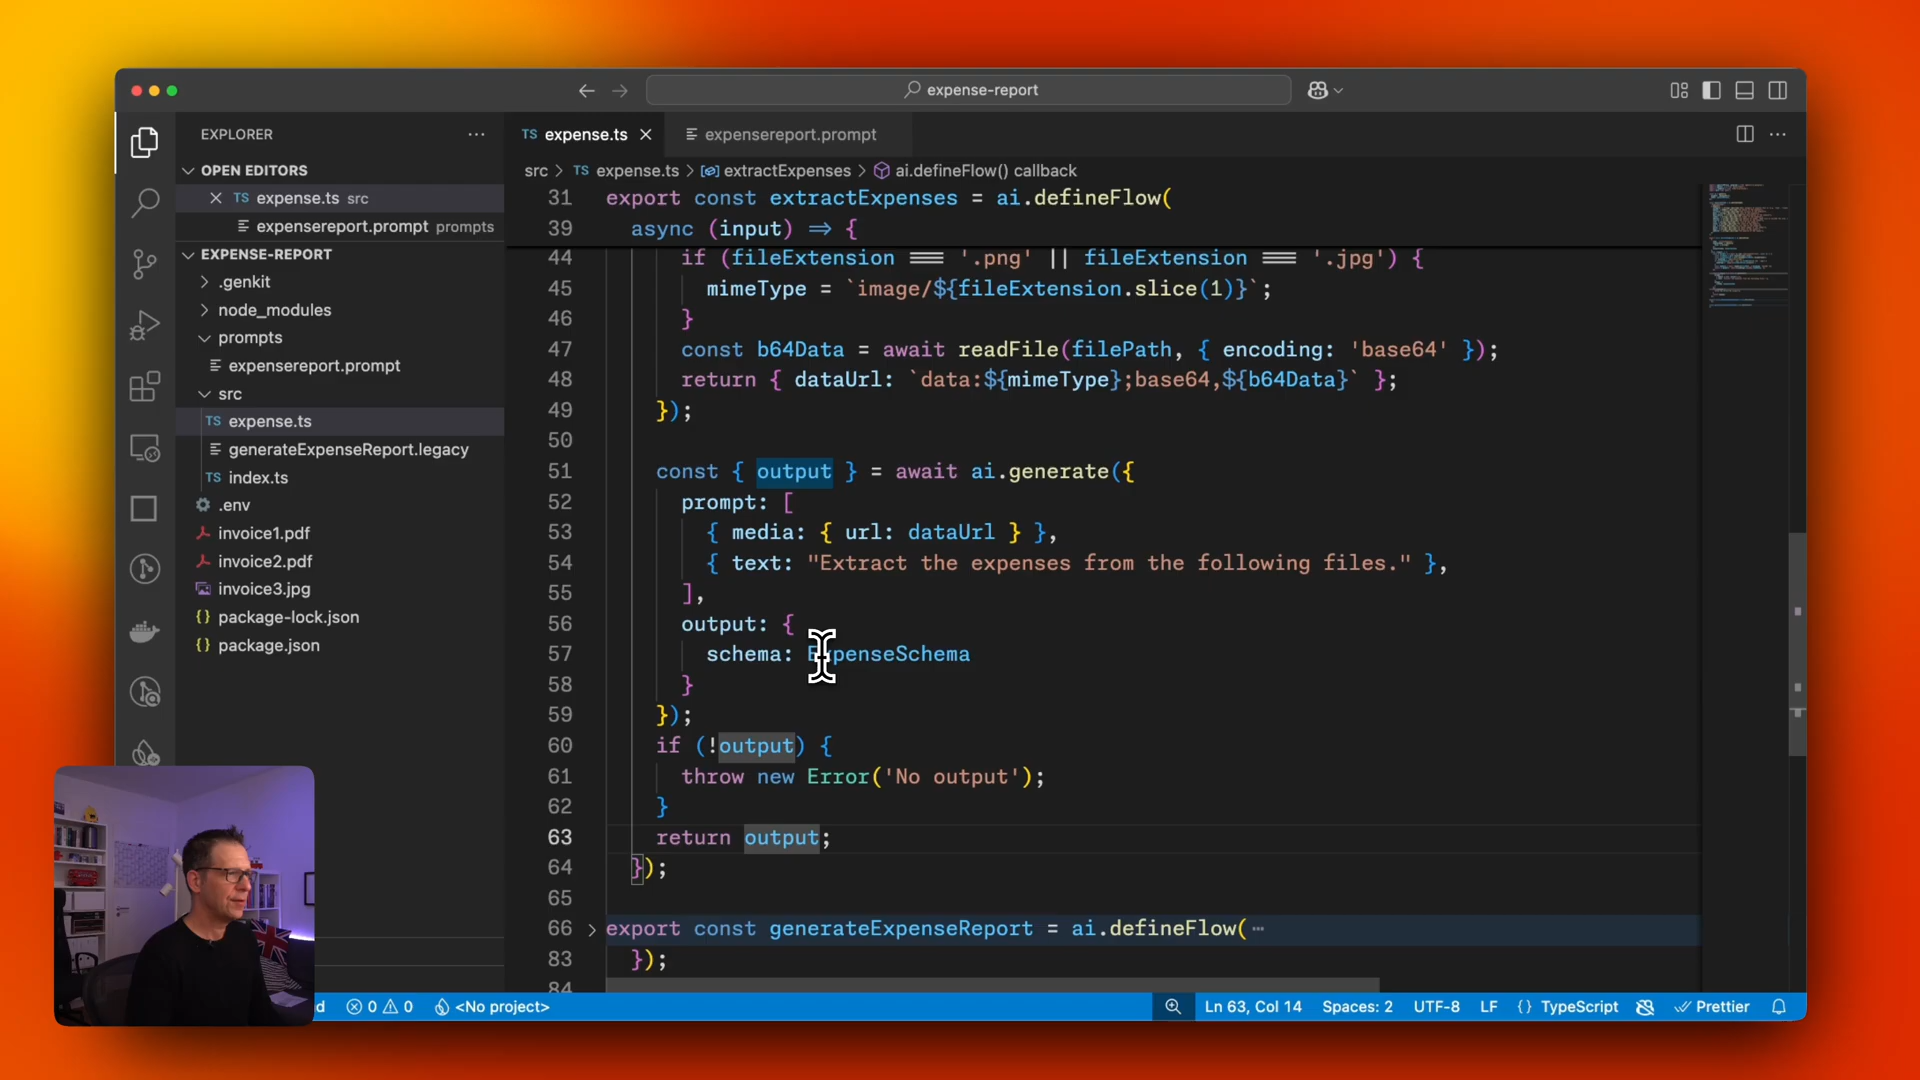 expense-report
EXPLORER
OPEN EDITORS
TS expense.ts src
expensereport.prompt prompts
EXPENSE-REPORT
.genkit
node_modules
prompts
expensereport.prompt
src
TS expense.ts
generateExpenseReport.legacy
TS index.ts
.env
invoice1.pdf
invoice2.pdf
invoice3.jpg
{} package-lock.json
{} package.json
TS expense.ts
expensereport.prompt
src > TS expense.ts > extractExpenses > ai.defineFlow() callback
31 export const extractExpenses = ai.defineFlow(
39 async (input) => {
44 if (fileExtension === '.png' || fileExtension === '.jpg') {
45 mimeType = `image/${fileExtension.slice(1)}`;
46 }
47 const b64Data = await readFile(filePath, { encoding: 'base64' });
48 return { dataUrl: `data:${mimeType};base64,${b64Data}` };
49 });
50
51 const { output } = await ai.generate({
52 prompt: [
53 { media: { url: dataUrl } },
54 { text: "Extract the expenses from the following files." },
55 ],
56 output: {
57 schema: ExpenseSchema
58 }
59 });
60 if (!output) {
61 throw new Error('No output');
62 }
63 return output;
64 });
65
66 export const generateExpenseReport = ai.defineFlow( ⋯
83 });
84
0 0 <No project>
Ln 63, Col 14 Spaces: 2 UTF-8 LF {} TypeScript Prettier